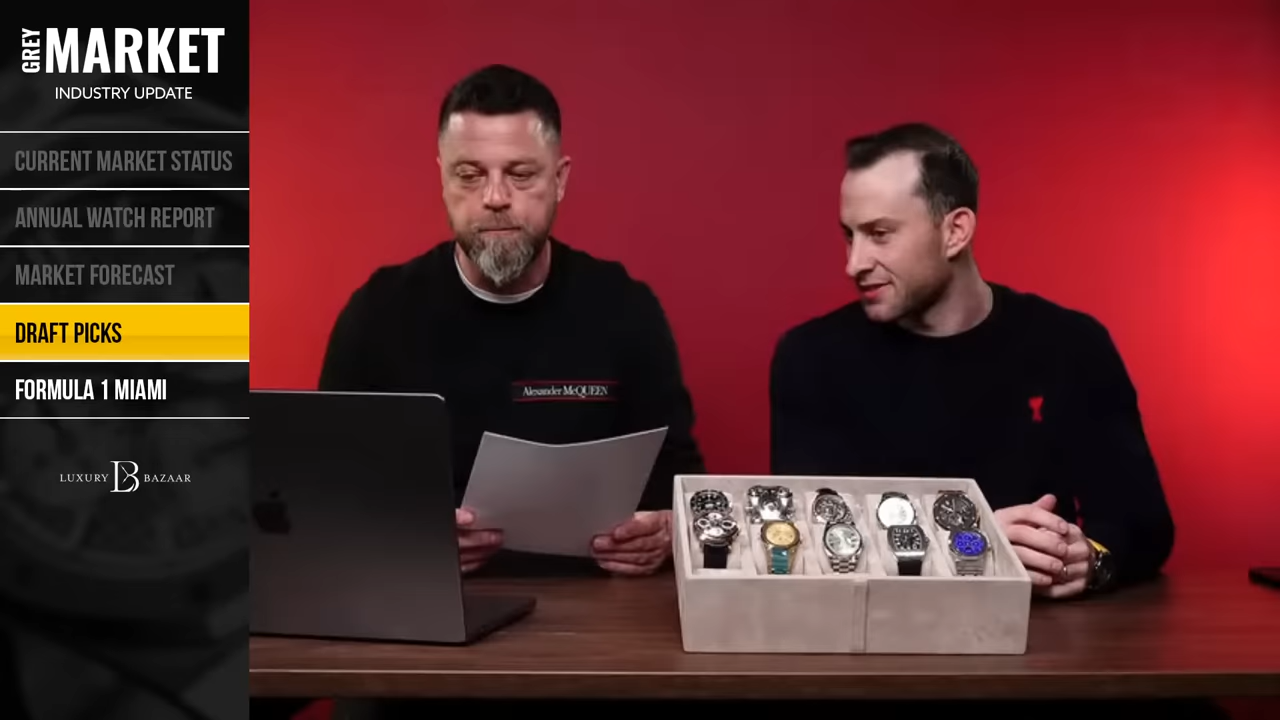 GREY
MARKET
INDUSTRY UPDATE
CURRENT MARKET STATUS
ANNUAL WATCH REPORT
MARKET FORECAST
DRAFT PICKS
FORMULA 1 MIAMI
LUXURY LB BAZAAR
Alexander McQUEEN